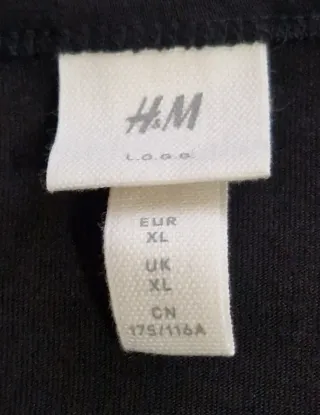 H&M
L.O.G.G.
EUR
XL
UK
XL
CN
175/116A